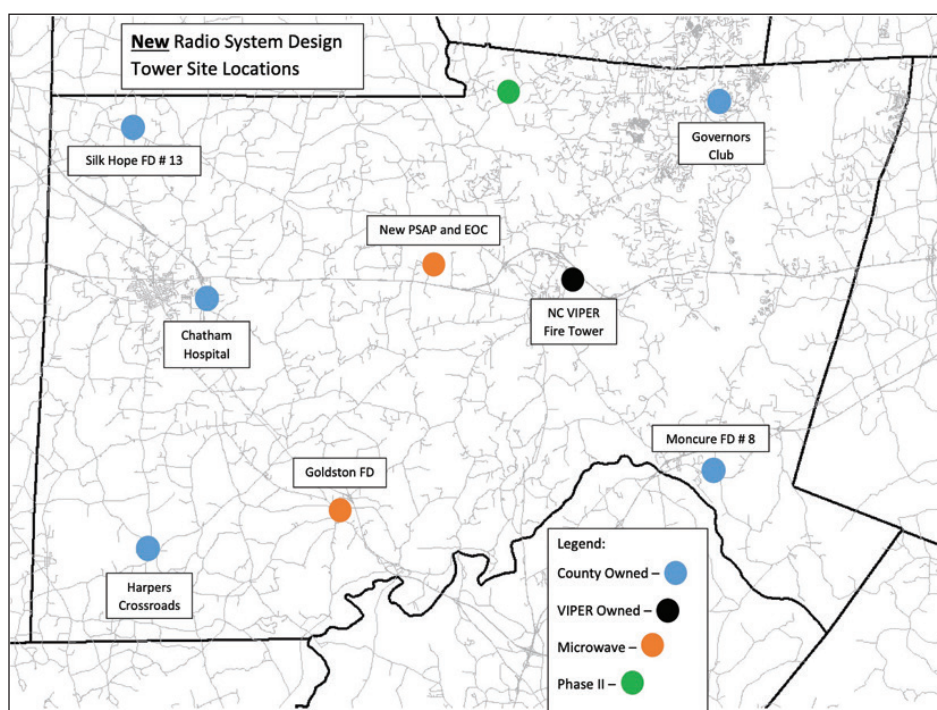 New Radio System Design
Tower Site Locations
Silk Hope FD # 13
Governors
Club
New PSAP and EOC
NC VIPER
Fire Tower
Chatham
Hospital
Moncure FD # 8
Goldston FD
Harpers
Crossroads
Legend:
County Owned –
VIPER Owned –
Microwave –
Phase II –